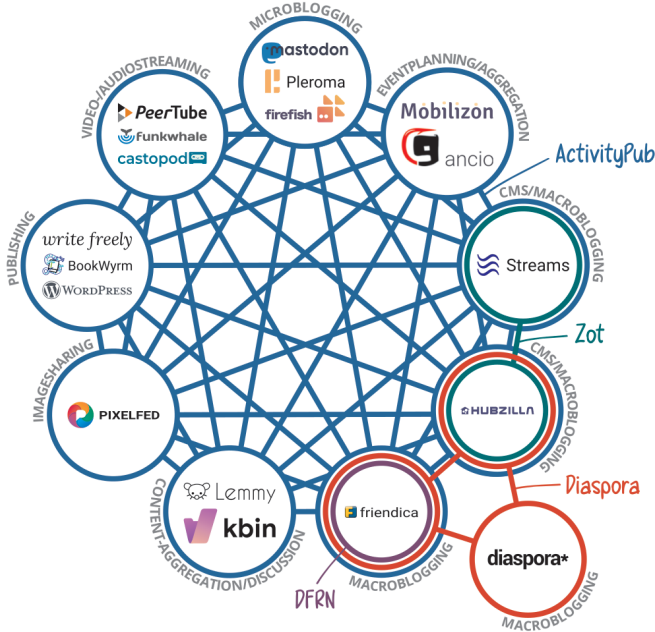 MICROBLOGGING
mastodon
Pleroma
firefish
EVENTPLANNING/AGGREGATION
Mobilizon
gancio
VIDEO-/AUDIOSTREAMING
PeerTube
funkwhale
castopod
ActivityPub
CMS/MACROBLOGGING
Streams
PUBLISHING
write freely
BookWyrm
WORDPRESS
Zot
CMS/MACROBLOGGING
HUBZILLA
IMAGESHARING
PIXELFED
Diaspora
CONTENT-AGGREGATION/DISCUSSION
Lemmy
kbin
friendica
MACROBLOGGING
DFRN
diaspora*
MACROBLOGGING